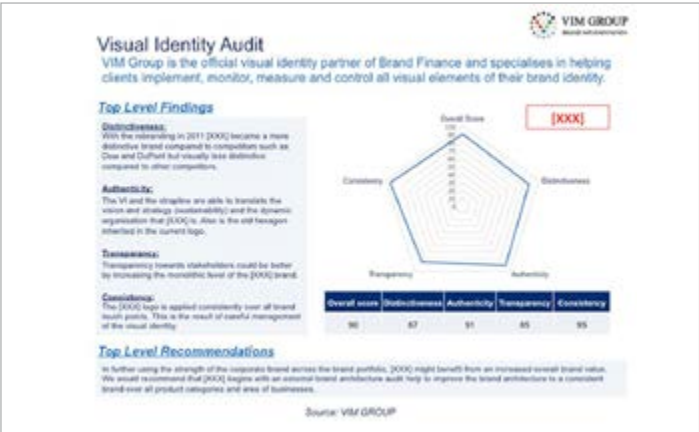 VIM GROUP
BRAND IMPLEMENTATION
Visual Identity Audit
VIM Group is the official visual identity partner of Brand Finance and specialises in helping
clients implement, monitor, measure and control all visual elements of their brand identity.
Top Level Findings
Distinctiveness:
With the rebranding in 2011 [XXX] became a more
distinctive brand compared to competitors such as
Dow and DuPont but visually less distinctive
compared to other competitors.
Authenticity:
The VI and the strapline are able to translate the
vision and strategy (sustainability) and the dynamic
organisation that [XXX] is. Also is the old hexagon
inherited in the current logo.
Transparency:
Transparency towards stakeholders could be better
by increasing the monolithic level of the [XXX] brand.
Consistency:
The [XXX] logo is applied consistently over all brand
touch points. This is the result of careful management
of the visual identity.
[XXX]
Overall Score
100
Distinctiveness
Authenticity
Transparency
Consistency
Overall score Distinctiveness Authenticity Transparency Consistency
90 91 95
Top Level Recommendations
In further using the strength of the corporate brand across the brand portfolio, [XXX] might benefit from an increased overall brand value.
We would recommend that [XXX] begins with an external brand architecture audit help to improve the brand architecture to a consistent
brand over all product categories and area of businesses.
Source: VIM GROUP